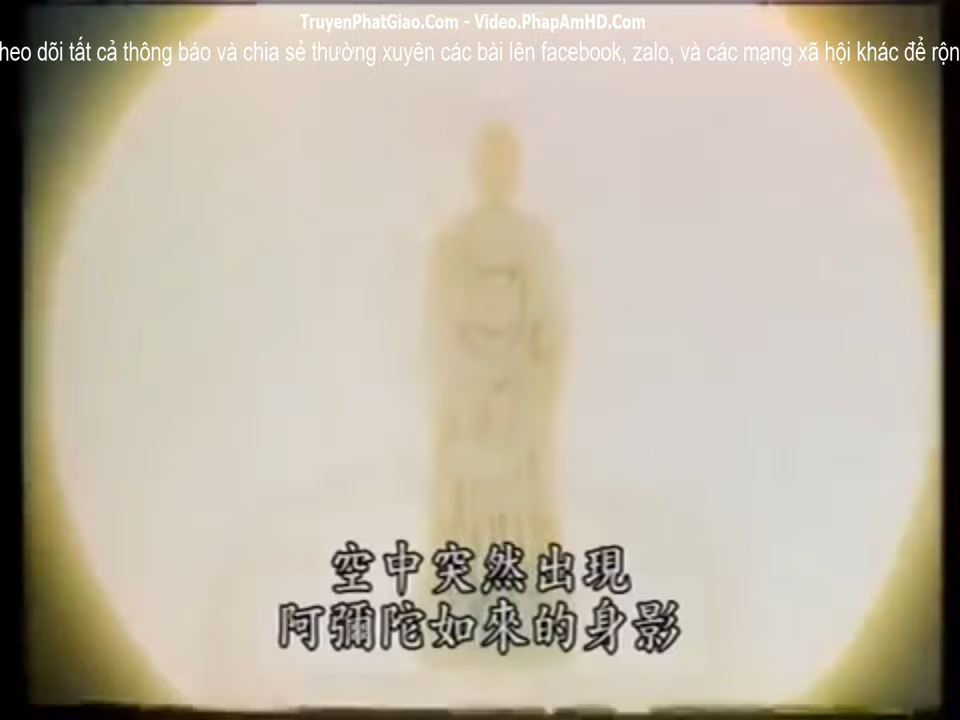 TruyenPhatGiao.Com - Video.PhapAmHD.Com
heo dõi tất cả thông báo và chia sẻ thường xuyên các bài lên facebook, zalo, và các mạng xã hội khác để rộn
空中突然出現
阿彌陀如來的身影